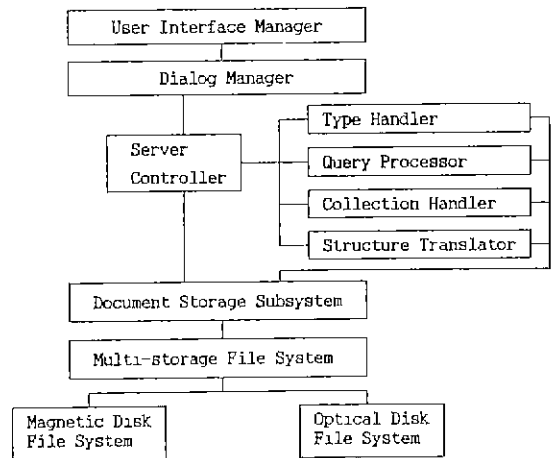 User Interface Manager
Dialog Manager
Server
Controller
Type Handler
Query Processor
Collection Handler
Structure Translator
Document Storage Subsystem
Multi-storage File System
Magnetic Disk
File System
Optical Disk
File System